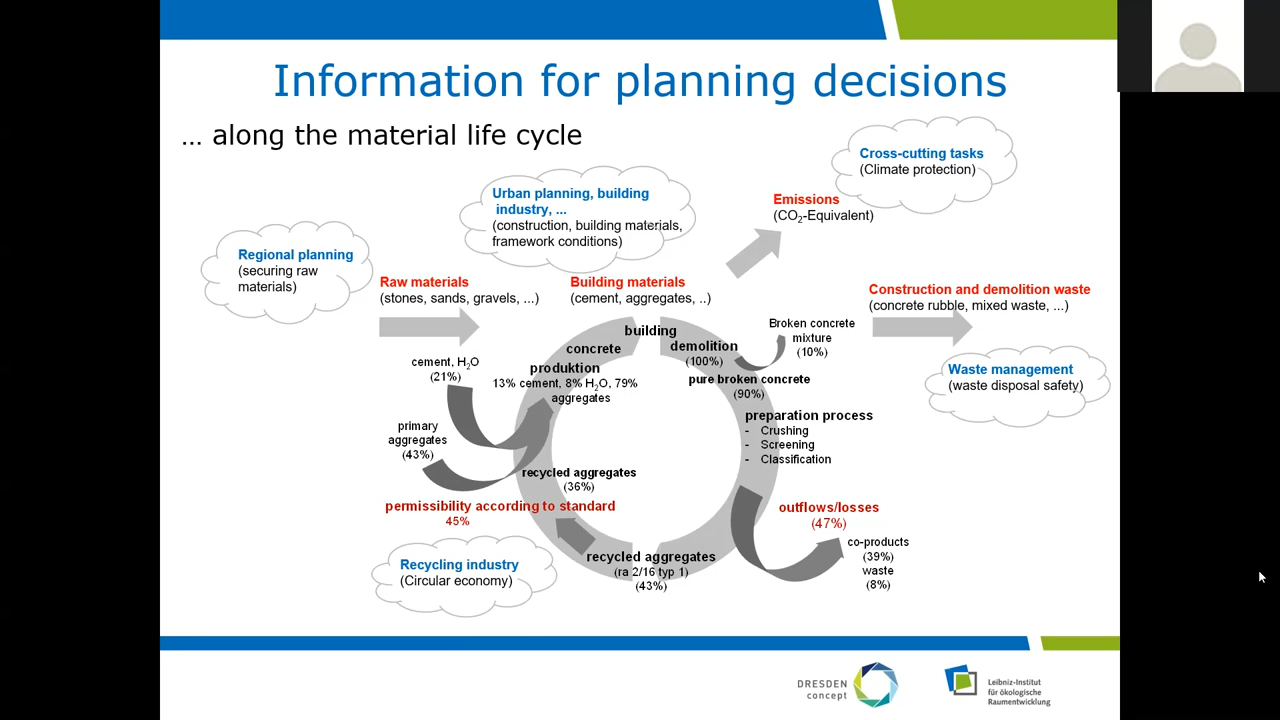 Information for planning decisions
... along the material life cycle
Cross-cutting tasks
(Climate protection)
Urban planning, building
industry, ...
(construction, building materials,
framework conditions)
Emissions
(CO2-Equivalent)
Regional planning
(securing raw
materials)
Raw materials
(stones, sands, gravels, ...)
Building materials
(cement, aggregates, ..)
Construction and demolition waste
(concrete rubble, mixed waste, ...)
building
concrete
produktion
13% cement, 8% H2O, 79%
aggregates
demolition
(100%)
Broken concrete
mixture
(10%)
pure broken concrete
(90%)
cement, H2O
(21%)
Waste management
(waste disposal safety)
preparation process
- Crushing
- Screening
- Classification
primary
aggregates
(43%)
recycled aggregates
(36%)
permissibility according to standard
45%
outflows/losses
(47%)
co-products
(39%)
waste
(8%)
Recycling industry
(Circular economy)
recycled aggregates
(ra 2/16 typ 1)
(43%)
DRESDEN
concept
Leibniz-Institut
für ökologische
Raumentwicklung